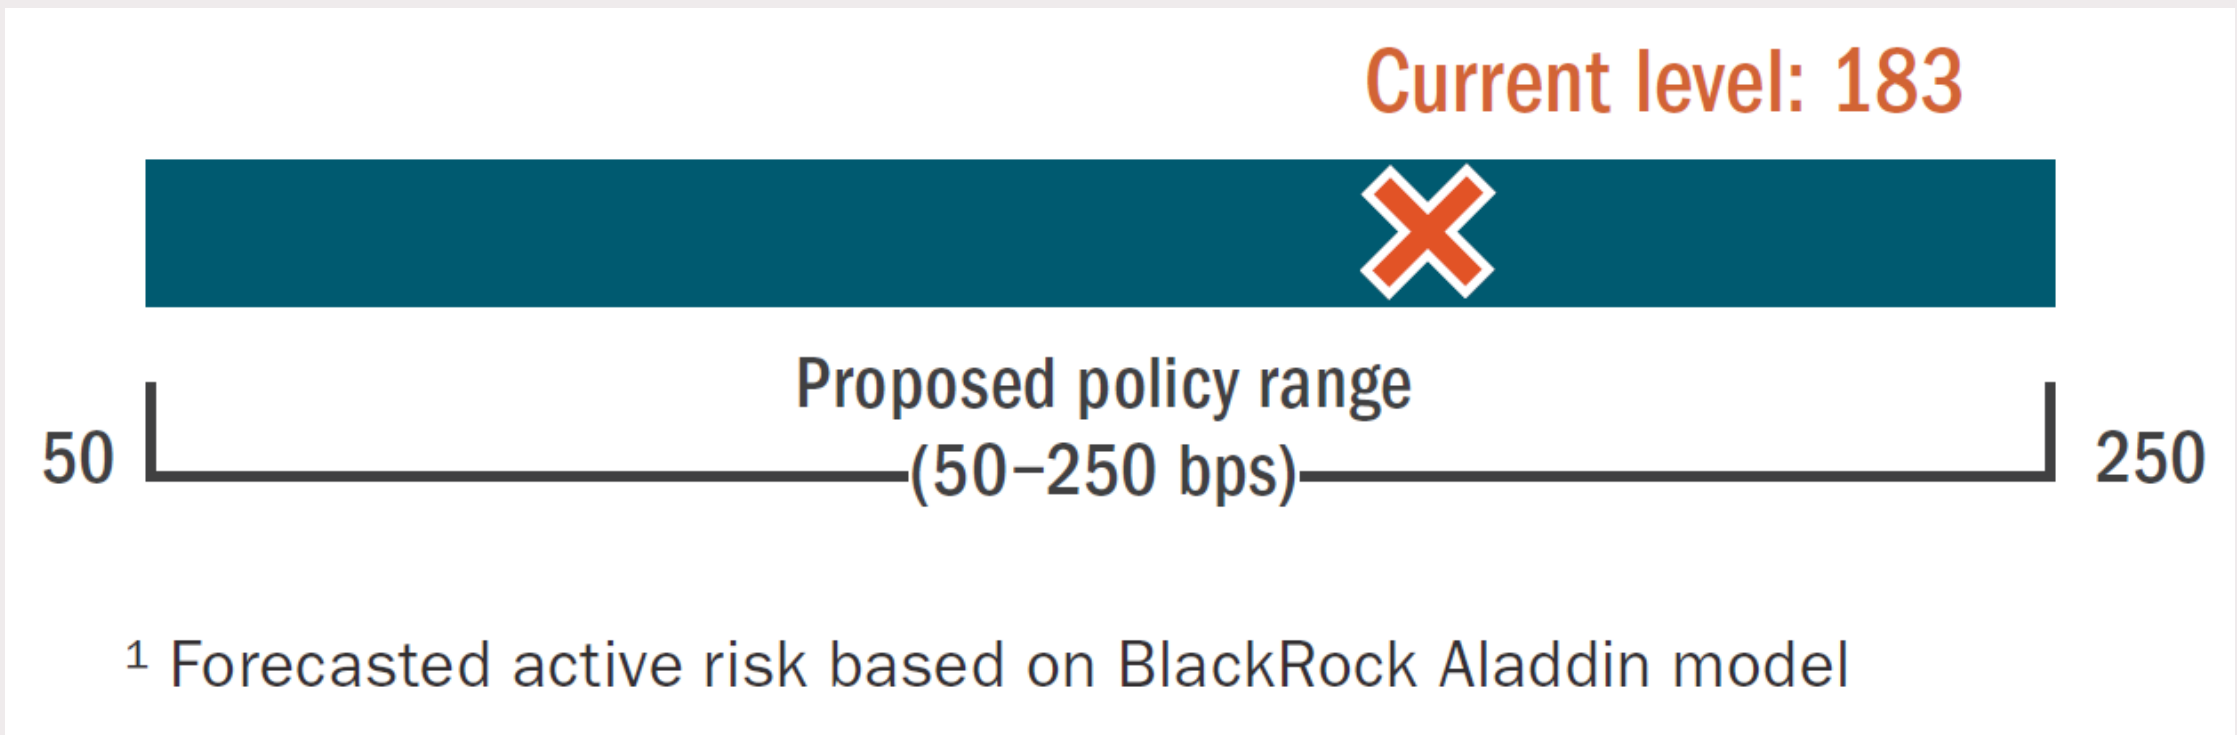 Current level: 183
Proposed policy range
50 (50–250 bps) 250
¹ Forecasted active risk based on BlackRock Aladdin model